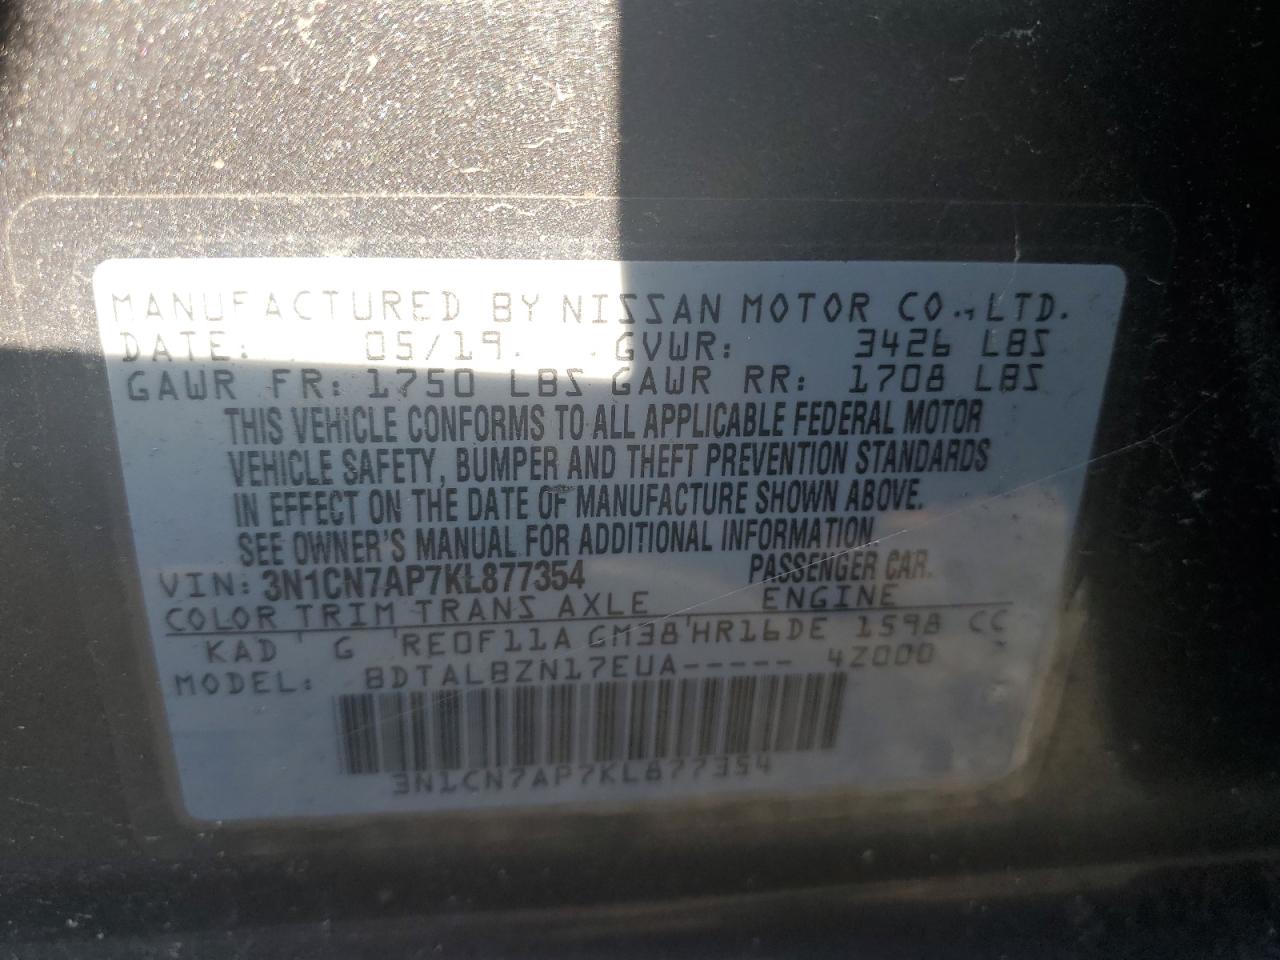 MANUFACTURED BY NISSAN MOTOR CO., LTD.
DATE: 05/19 GVWR: 3426 LBS
GAWR FR: 1750 LBS GAWR RR: 1708 LBS
THIS VEHICLE CONFORMS TO ALL APPLICABLE FEDERAL MOTOR
VEHICLE SAFETY, BUMPER AND THEFT PREVENTION STANDARDS
IN EFFECT ON THE DATE OF MANUFACTURE SHOWN ABOVE.
SEE OWNER'S MANUAL FOR ADDITIONAL INFORMATION.
VIN: 3N1CN7AP7KL877354 PASSENGER CAR.
COLOR TRIM TRANS AXLE ENGINE
KAD G RE0F11A GM38 HR16DE 1598 CC
MODEL: BDTALBZN17EUA----- 42000
3N1CN7AP7KL877354